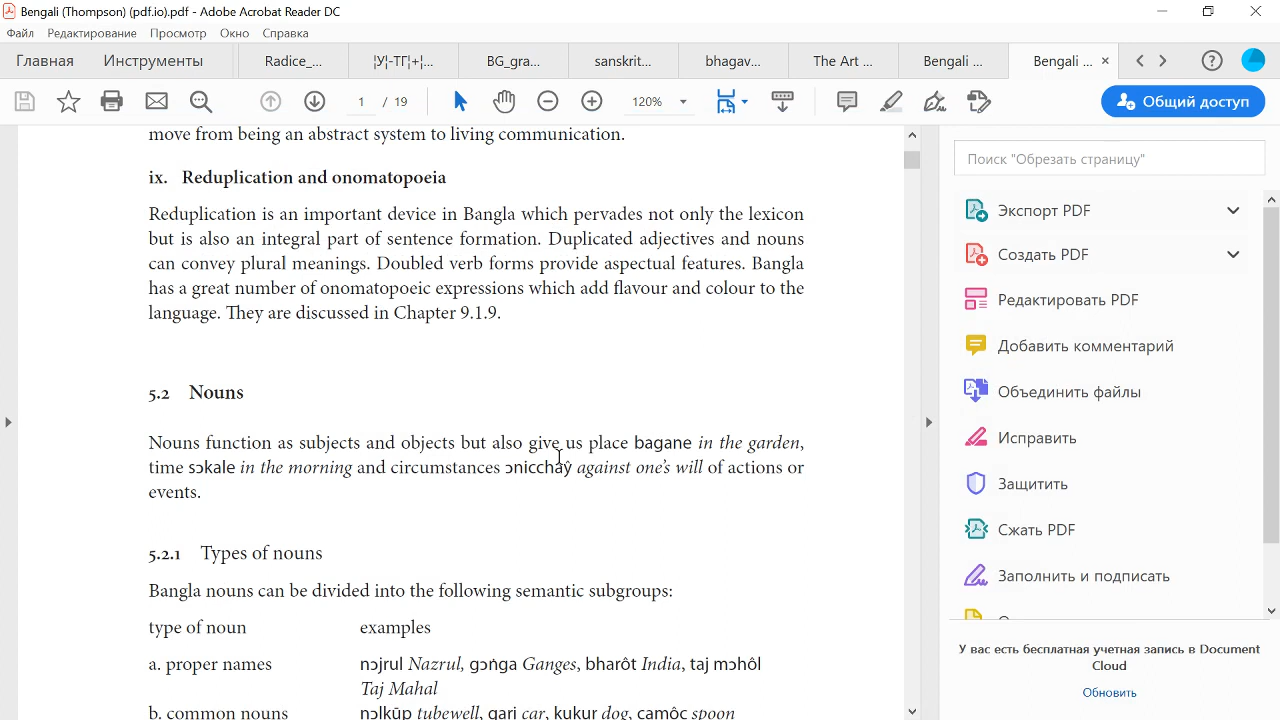 Bengali (Thompson) (pdf.io).pdf - Adobe Acrobat Reader DC
Файл Редактирование Просмотр Окно Справка
Главная Инструменты Radice_... ¦У¦-ТГ¦+¦... BG_gra... sanskrit... bhagav... The Art ... Bengali ... Bengali ... ×
1 / 19 120% Общий доступ
move from being an abstract system to living communication.
ix. Reduplication and onomatopoeia
Reduplication is an important device in Bangla which pervades not only the lexicon
but is also an integral part of sentence formation. Duplicated adjectives and nouns
can convey plural meanings. Doubled verb forms provide aspectual features. Bangla
has a great number of onomatopoeic expressions which add flavour and colour to the
language. They are discussed in Chapter 9.1.9.
5.2 Nouns
Nouns function as subjects and objects but also give us place bagane in the garden,
time sɔkale in the morning and circumstances ɔnicchaŷ against one's will of actions or
events.
5.2.1 Types of nouns
Bangla nouns can be divided into the following semantic subgroups:
type of noun examples
a. proper names nɔjrul Nazrul, gɔṅga Ganges, bharôt India, taj mɔhôl
Taj Mahal
b. common nouns nɔlkūp tubewell, gari car, kukur dog, camôc spoon
Поиск "Обрезать страницу"
Экспорт PDF
Создать PDF
Редактировать PDF
Добавить комментарий
Объединить файлы
Исправить
Защитить
Сжать PDF
Заполнить и подписать
У вас есть бесплатная учетная запись в Document
Cloud
Обновить